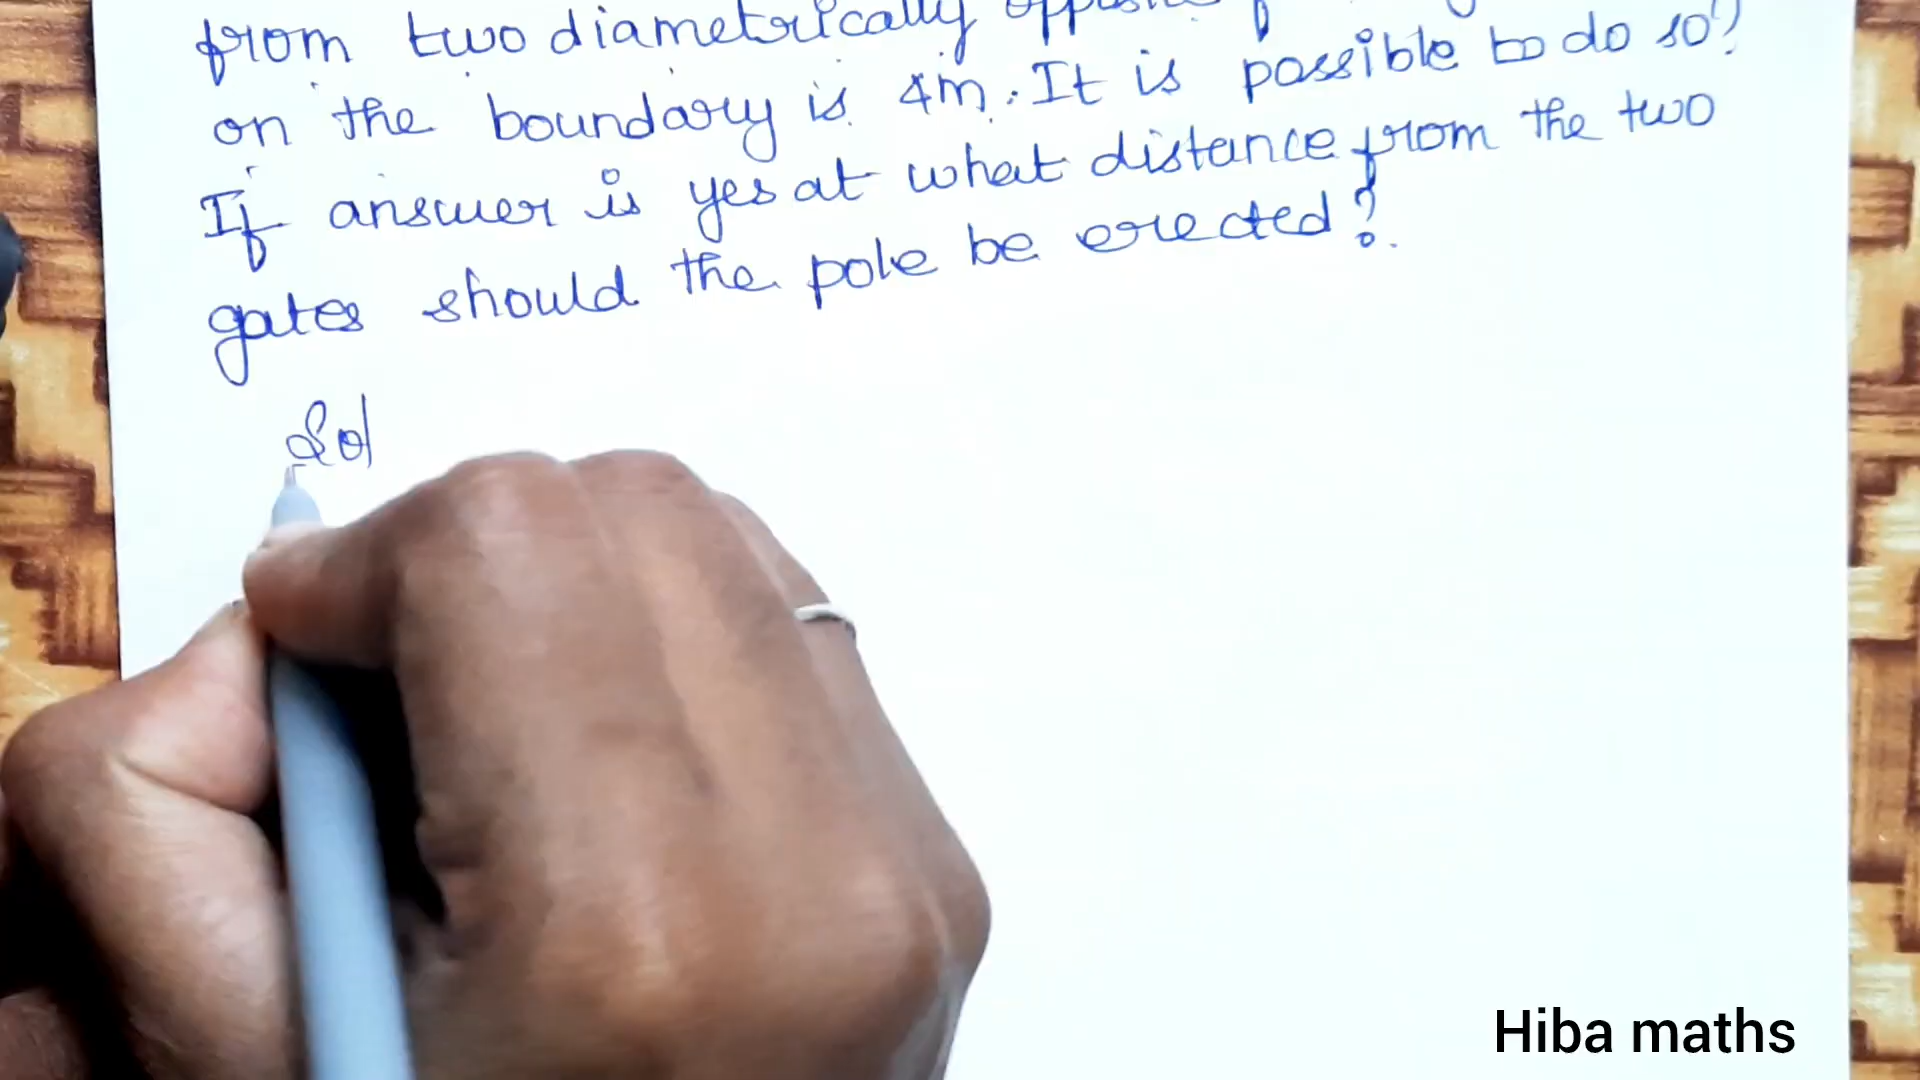 from two diametrically opposite
on the boundary is 4m. It is possible to do so?
If answer is yes at what distance from the two
gates should the pole be erected?
Sol
Hiba maths